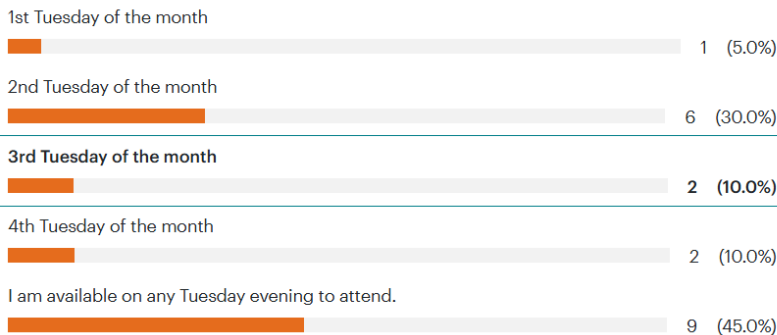 1st Tuesday of the month
1 (5.0%)
2nd Tuesday of the month
6 (30.0%)
3rd Tuesday of the month
2 (10.0%)
4th Tuesday of the month
2 (10.0%)
I am available on any Tuesday evening to attend.
9 (45.0%)